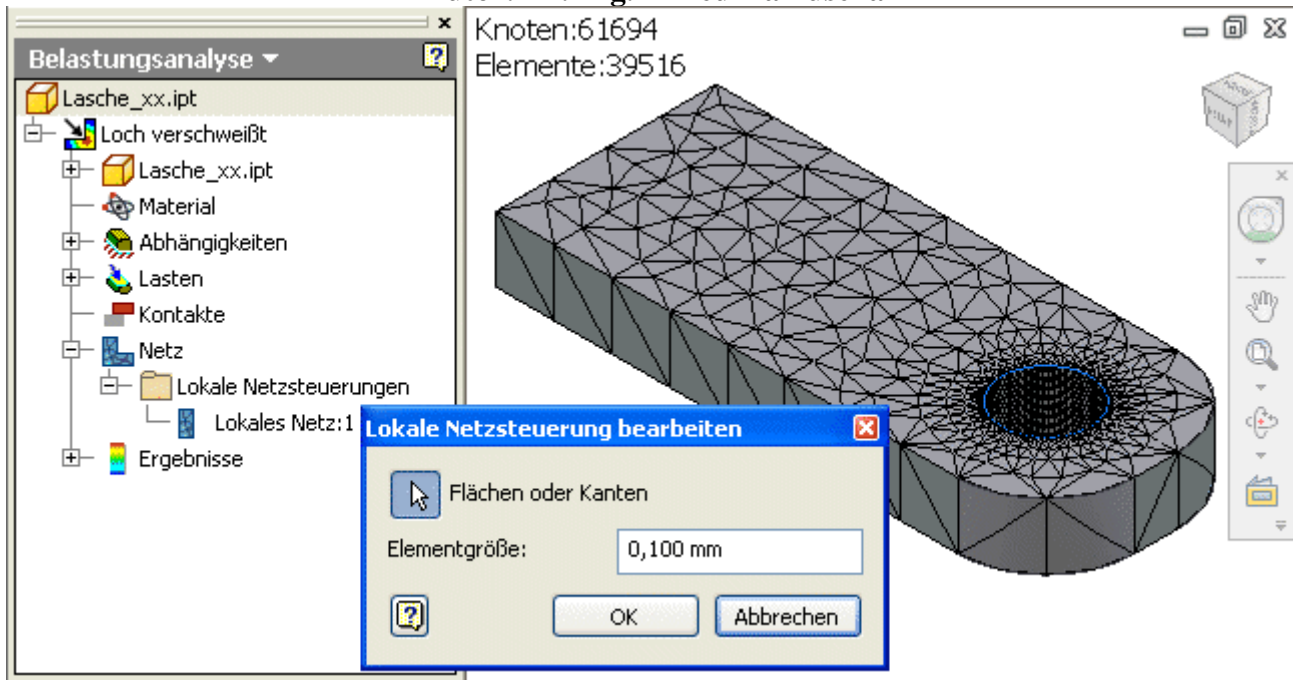 Knoten:61694
Elemente:39516
Belastungsanalyse
Lasche_xx.ipt
Loch verschweißt
Lasche_xx.ipt
Material
Abhängigkeiten
Lasten
Kontakte
Netz
Lokale Netzsteuerungen
Lokales Netz:1
Ergebnisse
Lokale Netzsteuerung bearbeiten
Flächen oder Kanten
Elementgröße:
0,100 mm
OK
Abbrechen